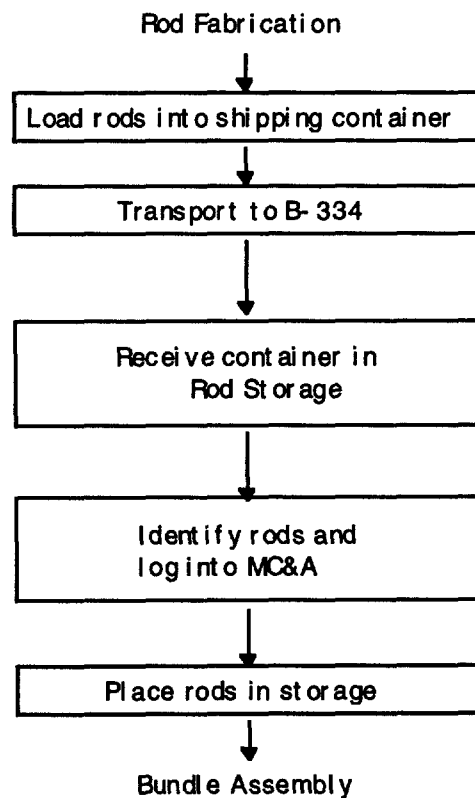 Rod Fabrication
Load rods into shipping container
Transport to B-334
Receive container in
Rod Storage
Identify rods and
log into MC&A
Place rods in storage
Bundle Assembly